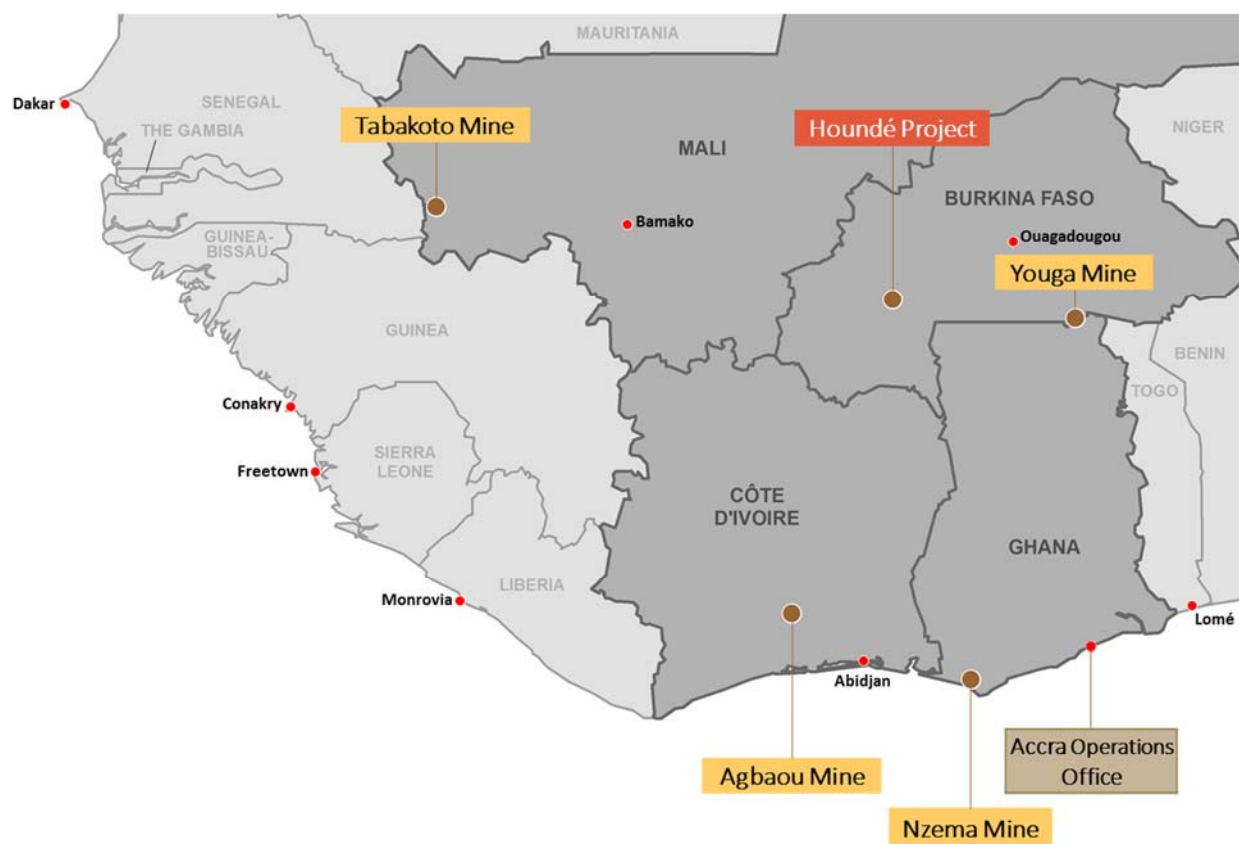 MAURITANIA
Dakar
SENEGAL
THE GAMBIA
Tabakoto Mine
MALI
Houndé Project
NIGER
BURKINA FASO
Bamako
Ouagadougou
GUINEA-
BISSAU
Youga Mine
GUINEA
BENIN
TOGO
Conakry
SIERRA
LEONE
Freetown
CÔTE
D'IVOIRE
GHANA
LIBERIA
Monrovia
Lomé
Abidjan
Accra Operations
Office
Agbaou Mine
Nzema Mine